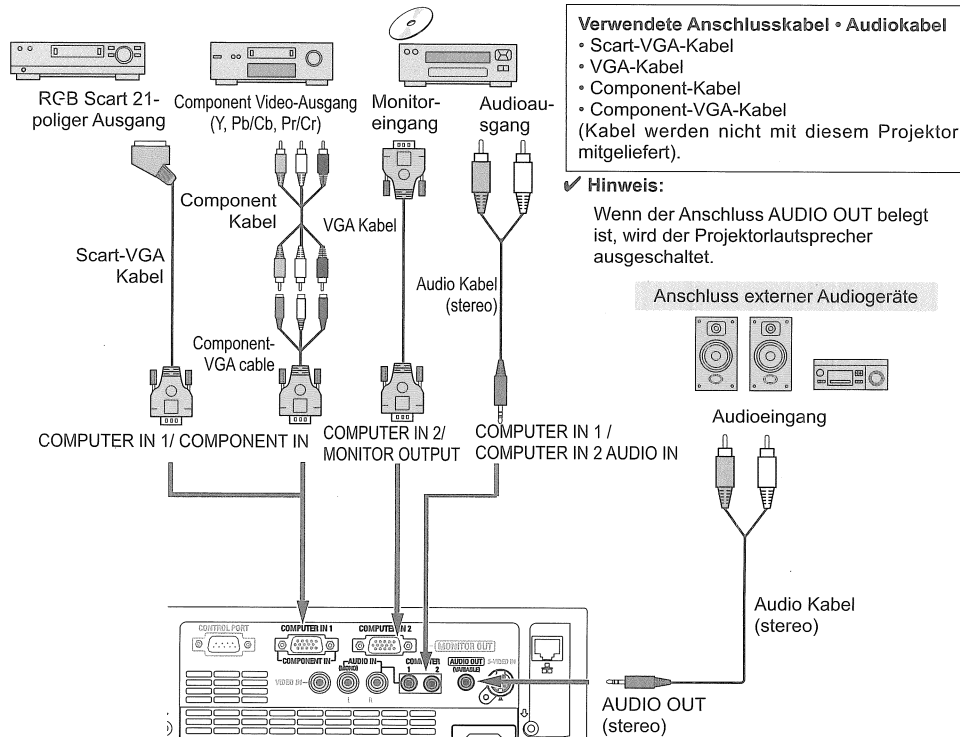 Verwendete Anschlusskabel • Audiokabel
• Scart-VGA-Kabel
• VGA-Kabel
• Component-Kabel
• Component-VGA-Kabel
(Kabel werden nicht mit diesem Projektor
mitgeliefert).
RGB Scart 21-
poliger Ausgang
Component Video-Ausgang
(Y, Pb/Cb, Pr/Cr)
Monitor-
eingang
Audioau-
sgang
✔ Hinweis:
Wenn der Anschluss AUDIO OUT belegt
ist, wird der Projektorlautsprecher
ausgeschaltet.
Component
Kabel
VGA Kabel
Scart-VGA
Kabel
Audio Kabel
(stereo)
Anschluss externer Audiogeräte
Component-
VGA cable
Audioeingang
COMPUTER IN 1/ COMPONENT IN
COMPUTER IN 2/
MONITOR OUTPUT
COMPUTER IN 1 /
COMPUTER IN 2 AUDIO IN
Audio Kabel
(stereo)
CONTROL PORT
COMPUTER IN 1
COMPUTER IN 2
MONITOR OUT
COMPONENT IN
AUDIO IN
(MONO)
COMPUTER
1 2
AUDIO OUT
(VARIABLE)
S-VIDEO IN
VIDEO IN
L R
AUDIO OUT
(stereo)